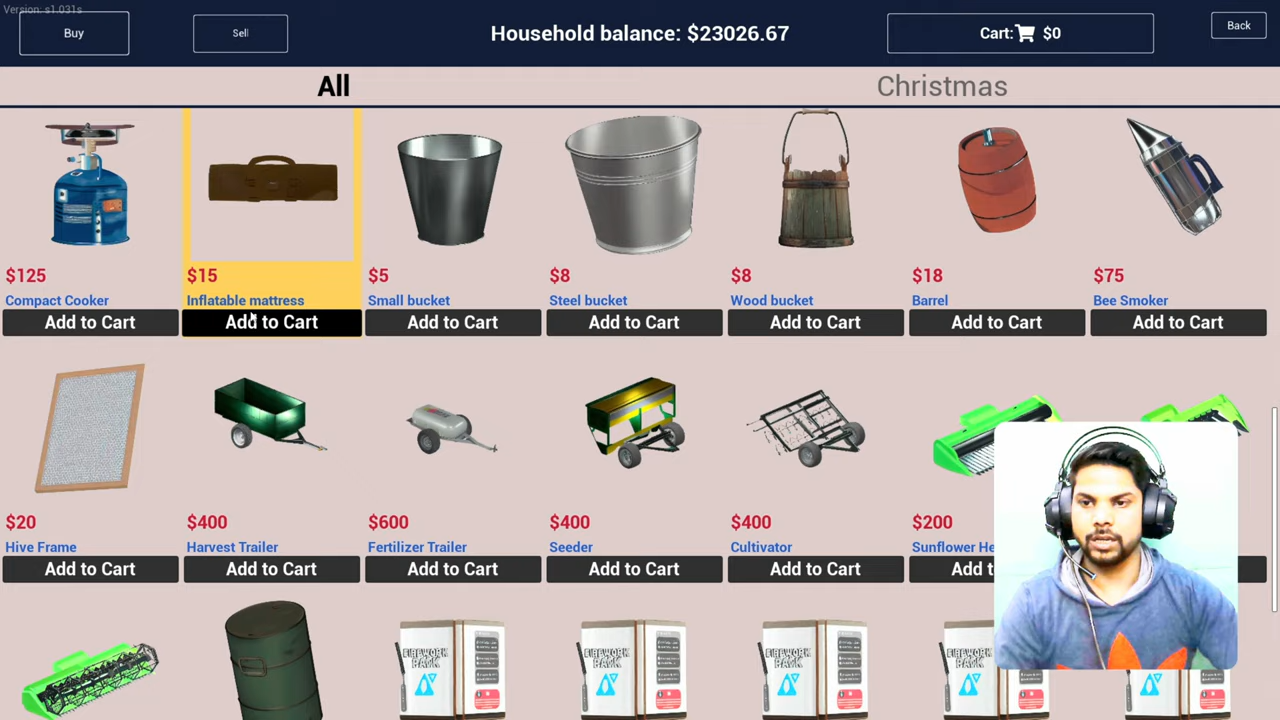 Version: s1.031s
Buy
Sell
Household balance: $23026.67
Cart: $0
Back
All
Christmas
$125
Compact Cooker
Add to Cart
$15
Inflatable mattress
Add to Cart
$5
Small bucket
Add to Cart
$8
Steel bucket
Add to Cart
$8
Wood bucket
Add to Cart
$18
Barrel
Add to Cart
$75
Bee Smoker
Add to Cart
$20
Hive Frame
Add to Cart
$400
Harvest Trailer
Add to Cart
$600
Fertilizer Trailer
Add to Cart
$400
Seeder
Add to Cart
$400
Cultivator
Add to Cart
$200
Sunflower He
Add t